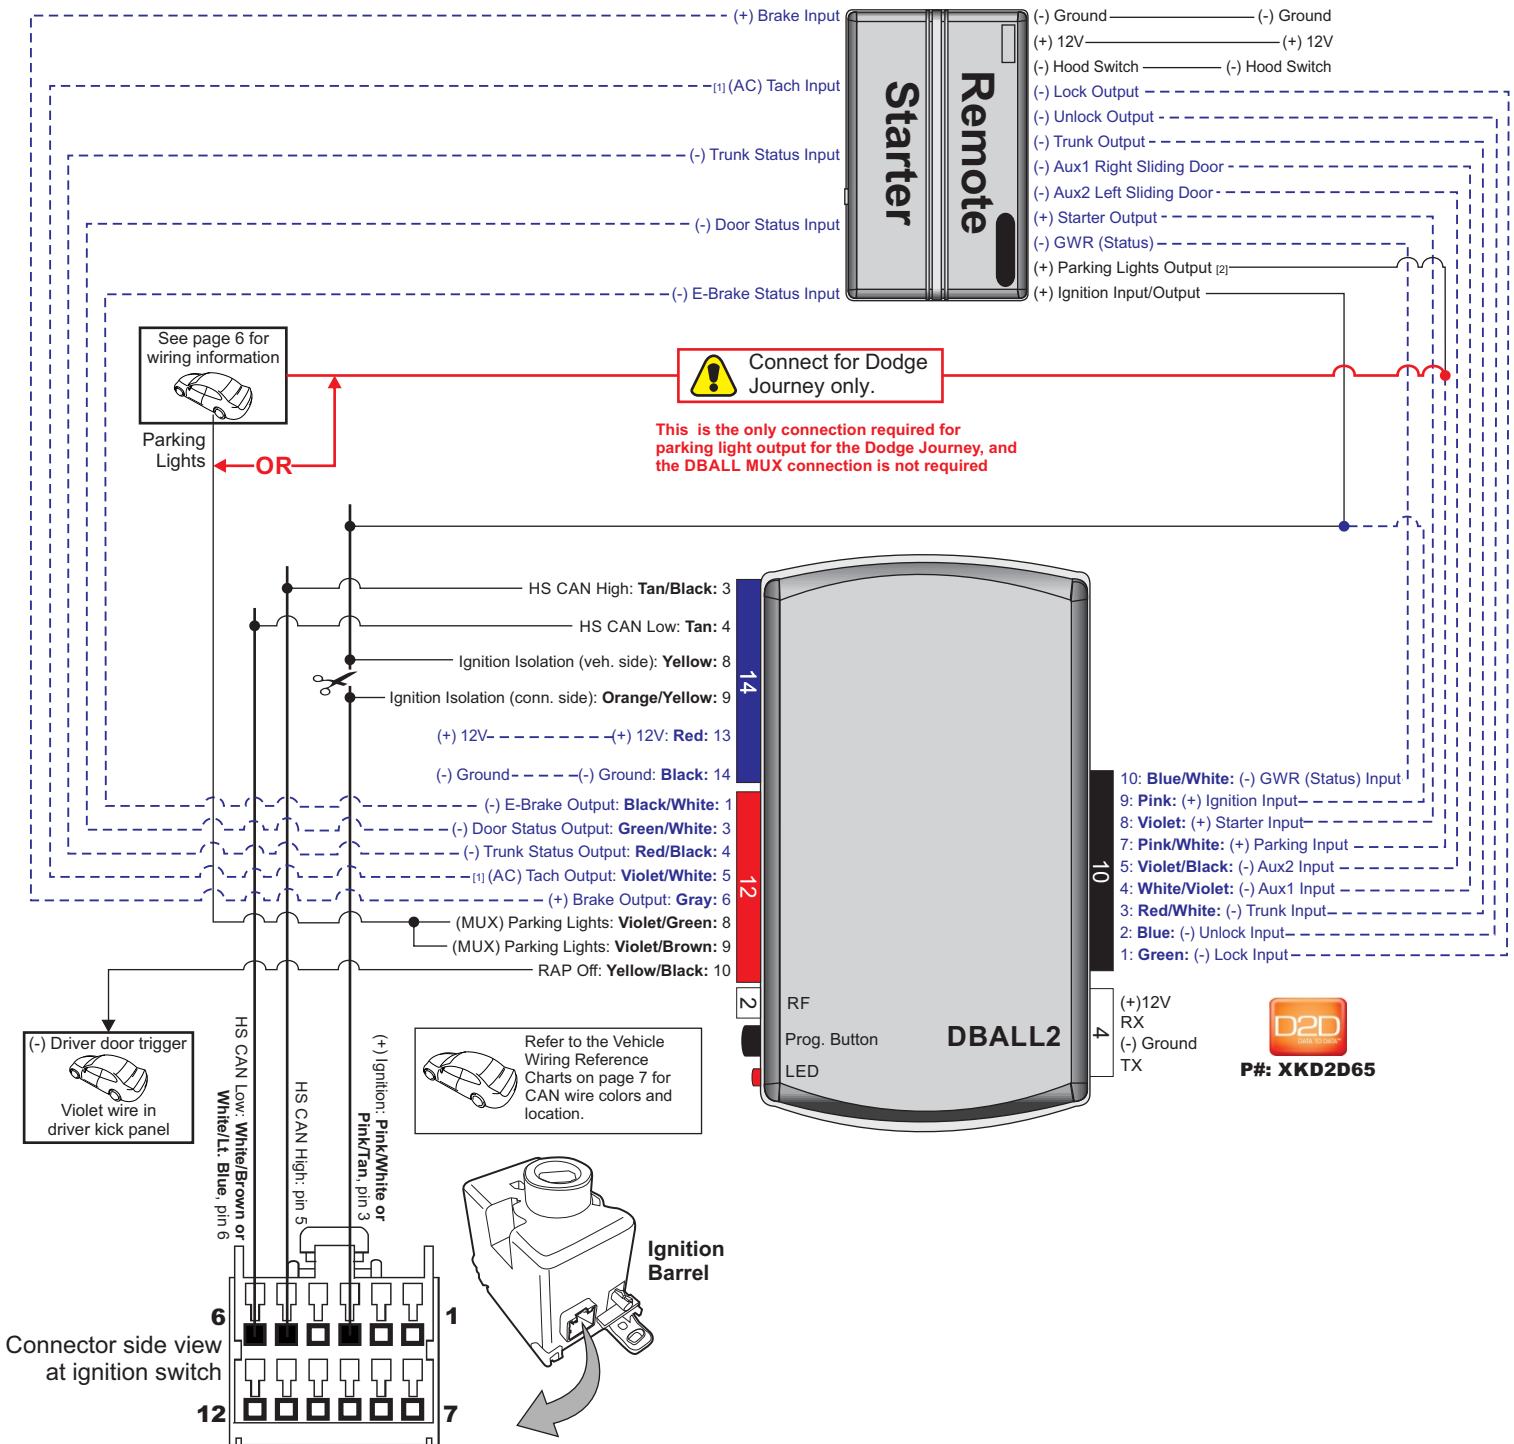 (+) Brake Input
[1] (AC) Tach Input
(-) Trunk Status Input
(-) Door Status Input
(-) E-Brake Status Input
Remote
Starter
(-) Ground
(-) Ground
(+) 12V
(+) 12V
(-) Hood Switch
(-) Hood Switch
(-) Lock Output
(-) Unlock Output
(-) Trunk Output
(-) Aux1 Right Sliding Door
(-) Aux2 Left Sliding Door
(+) Starter Output
(-) GWR (Status)
(+) Parking Lights Output [2]
(+) Ignition Input/Output
See page 6 for
wiring information
Parking
Lights
OR
Connect for Dodge
Journey only.
This is the only connection required for
parking light output for the Dodge Journey, and
the DBALL MUX connection is not required
HS CAN High: Tan/Black: 3
HS CAN Low: Tan: 4
Ignition Isolation (veh. side): Yellow: 8
Ignition Isolation (conn. side): Orange/Yellow: 9
(+) 12V
(+) 12V: Red: 13
(-) Ground
(-) Ground: Black: 14
14
(-) E-Brake Output: Black/White: 1
(-) Door Status Output: Green/White: 3
(-) Trunk Status Output: Red/Black: 4
[1] (AC) Tach Output: Violet/White: 5
(+) Brake Output: Gray: 6
(MUX) Parking Lights: Violet/Green: 8
(MUX) Parking Lights: Violet/Brown: 9
RAP Off: Yellow/Black: 10
12
2
RF
Prog. Button
LED
DBALL2
10
10: Blue/White: (-) GWR (Status) Input
9: Pink: (+) Ignition Input
8: Violet: (+) Starter Input
7: Pink/White: (+) Parking Input
5: Violet/Black: (-) Aux2 Input
4: White/Violet: (-) Aux1 Input
3: Red/White: (-) Trunk Input
2: Blue: (-) Unlock Input
1: Green: (-) Lock Input
4
(+)12V
RX
(-) Ground
TX
D2D
DATA TO DATA™
P#: XKD2D65
(-) Driver door trigger
Violet wire in
driver kick panel
HS CAN Low: White/Brown or
White/Lt. Blue, pin 6
HS CAN High: pin 5
(+) Ignition: Pink/White or
Pink/Tan, pin 3
Refer to the Vehicle
Wiring Reference
Charts on page 7 for
CAN wire colors and
location.
Ignition
Barrel
6
1
Connector side view
at ignition switch
12
7